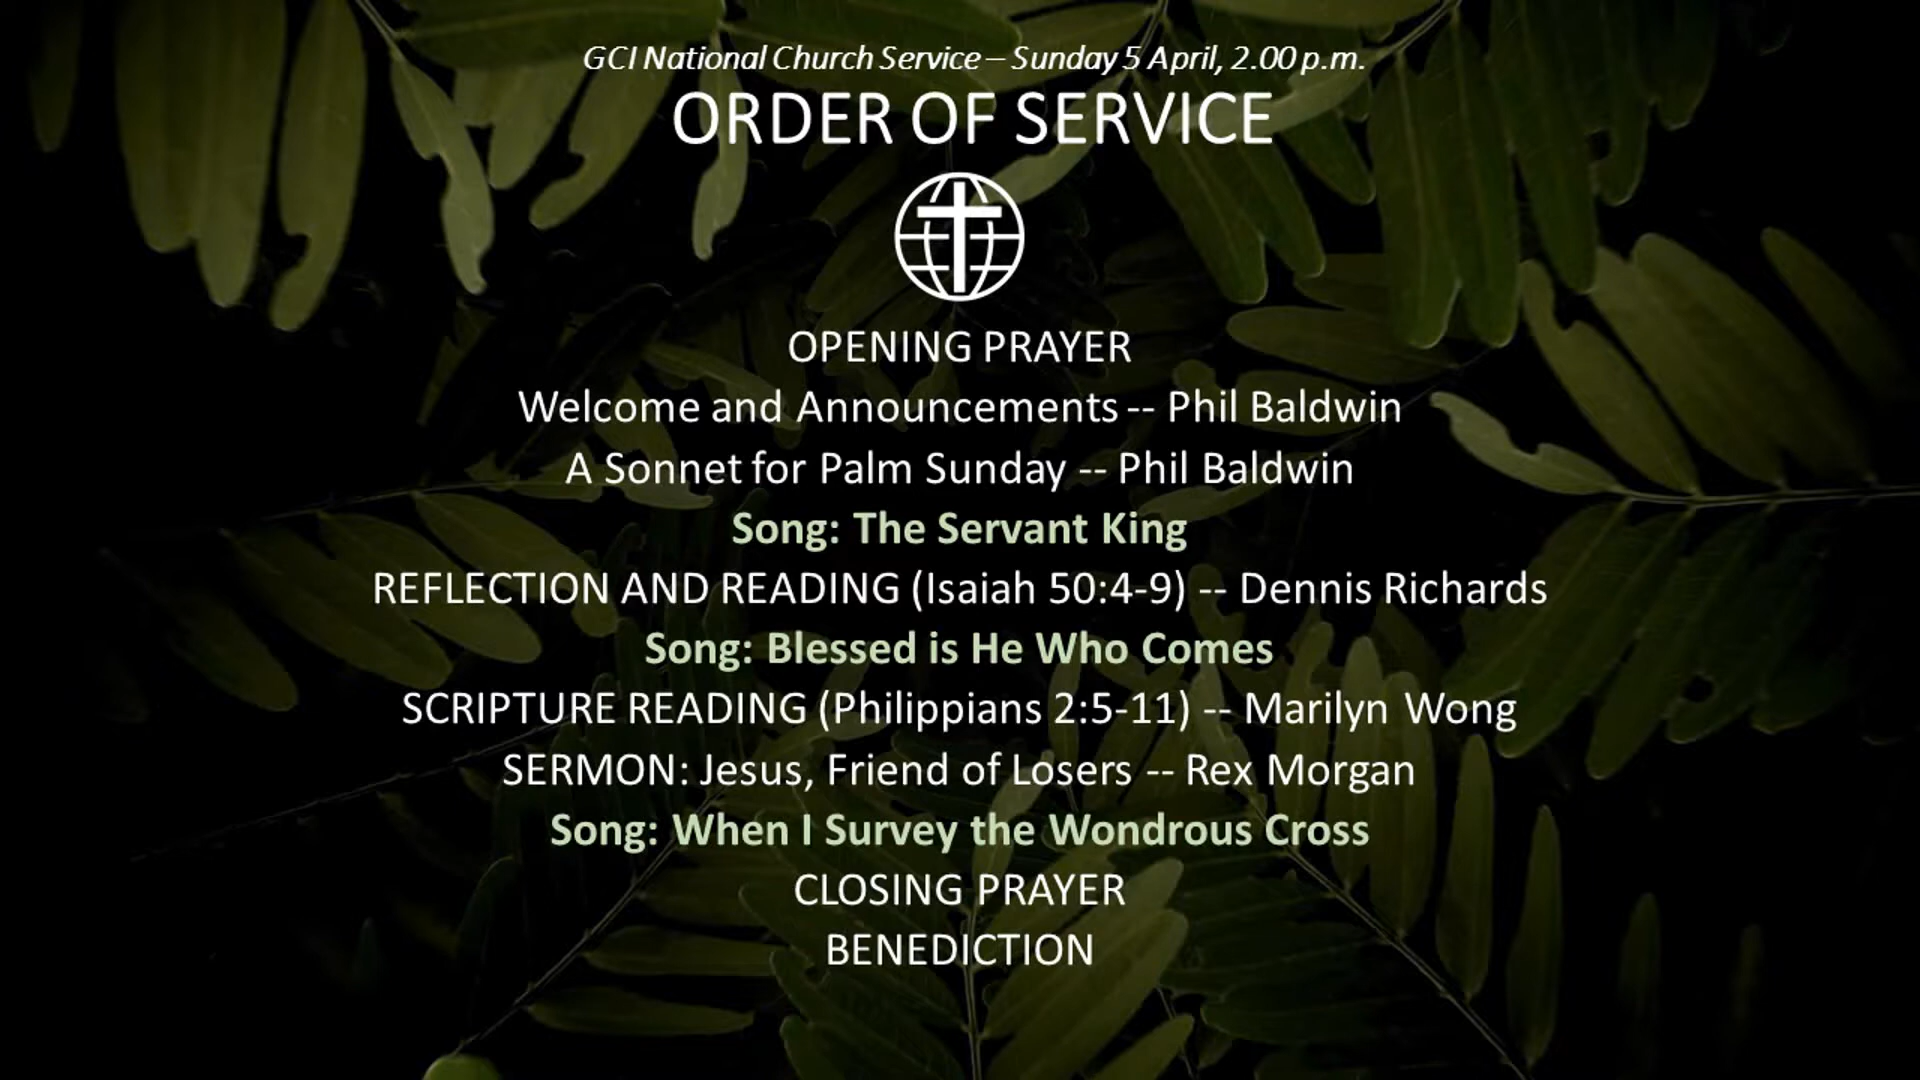 GCI National Church Service – Sunday 5 April, 2.00 p.m.
ORDER OF SERVICE
OPENING PRAYER
Welcome and Announcements -- Phil Baldwin
A Sonnet for Palm Sunday -- Phil Baldwin
Song: The Servant King
REFLECTION AND READING (Isaiah 50:4-9) -- Dennis Richards
Song: Blessed is He Who Comes
SCRIPTURE READING (Philippians 2:5-11) -- Marilyn Wong
SERMON: Jesus, Friend of Losers -- Rex Morgan
Song: When I Survey the Wondrous Cross
CLOSING PRAYER
BENEDICTION